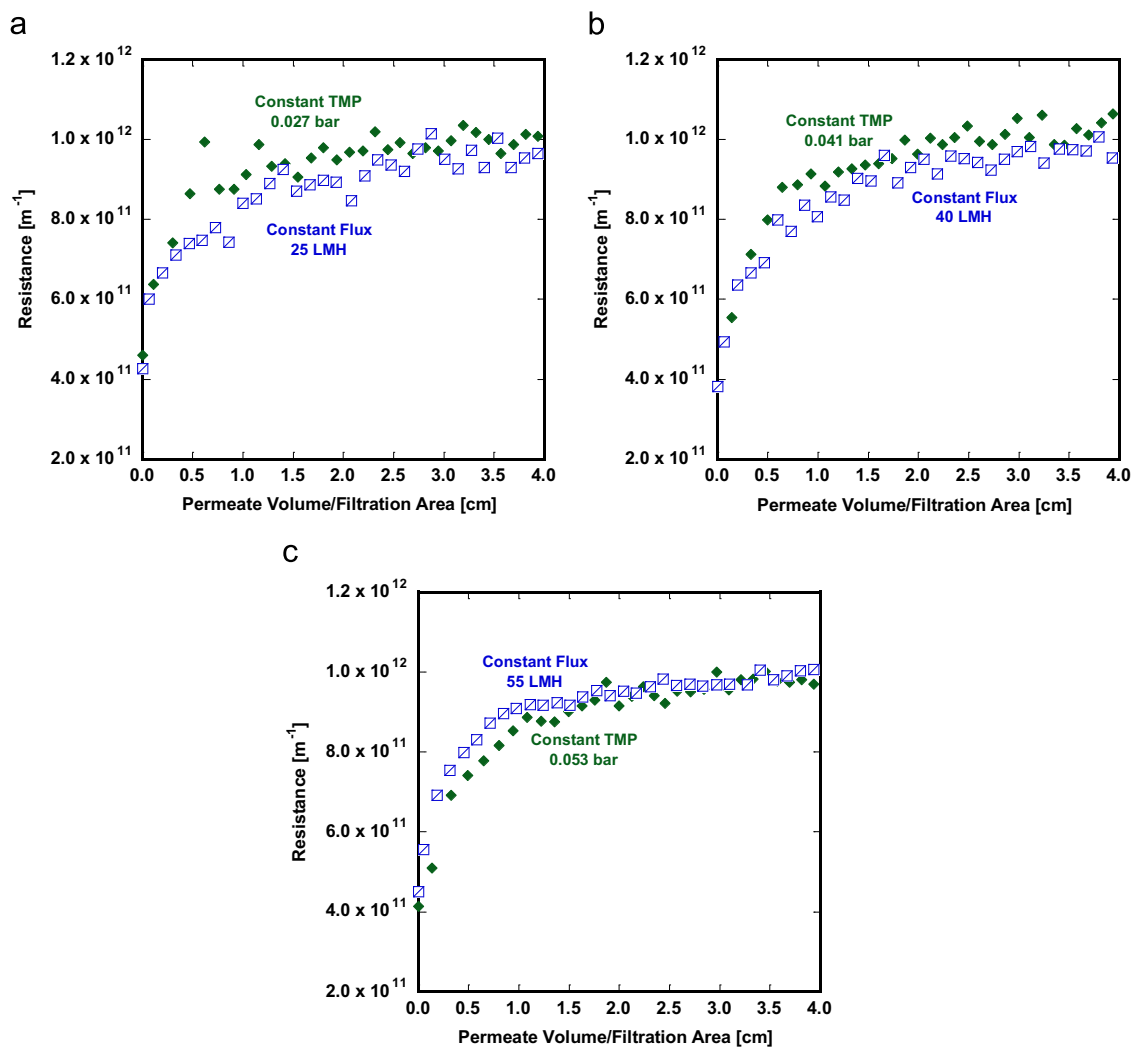 a
1.2 x 10^12
1.0 x 10^12
8.0 x 10^11
6.0 x 10^11
4.0 x 10^11
2.0 x 10^11
Resistance [m^-1]
Constant TMP
0.027 bar
Constant Flux
25 LMH
0.0 0.5 1.0 1.5 2.0 2.5 3.0 3.5 4.0
Permeate Volume/Filtration Area [cm]
b
1.2 x 10^12
1.0 x 10^12
8.0 x 10^11
6.0 x 10^11
4.0 x 10^11
2.0 x 10^11
Resistance [m^-1]
Constant TMP
0.041 bar
Constant Flux
40 LMH
0.0 0.5 1.0 1.5 2.0 2.5 3.0 3.5 4.0
Permeate Volume/Filtration Area [cm]
c
1.2 x 10^12
1.0 x 10^12
8.0 x 10^11
6.0 x 10^11
4.0 x 10^11
2.0 x 10^11
Resistance [m^-1]
Constant Flux
55 LMH
Constant TMP
0.053 bar
0.0 0.5 1.0 1.5 2.0 2.5 3.0 3.5 4.0
Permeate Volume/Filtration Area [cm]